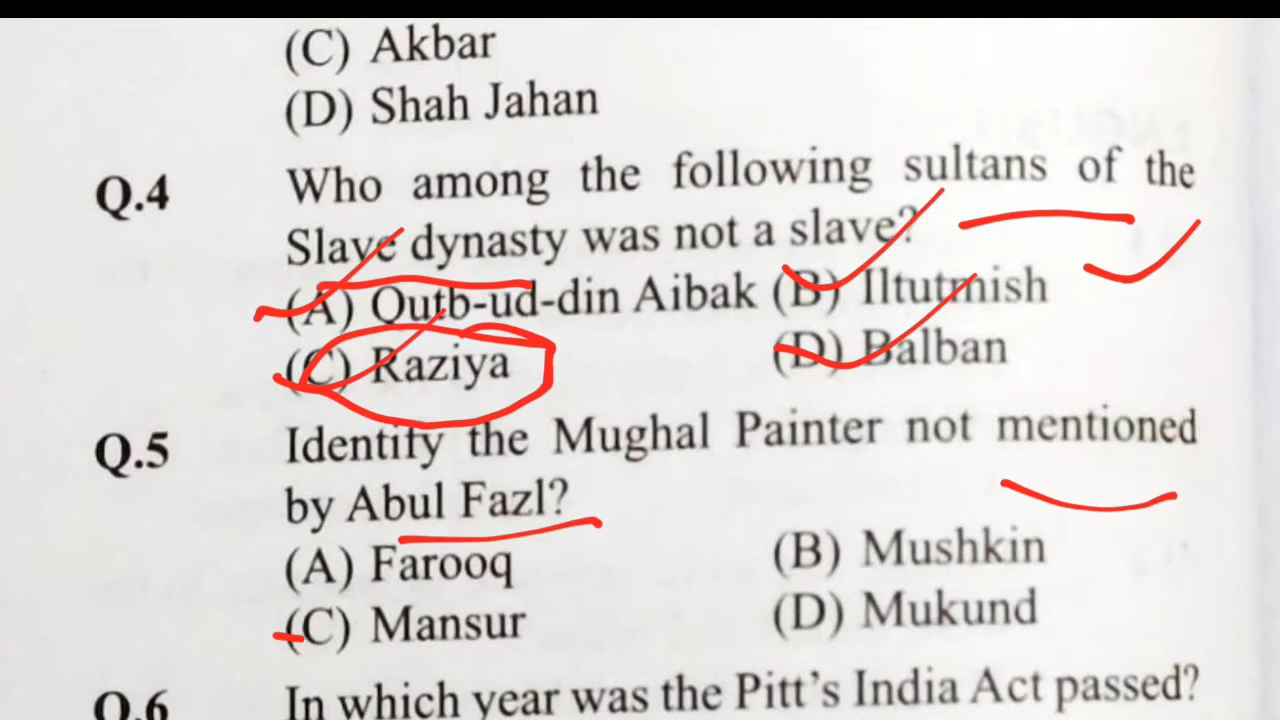 (C) Akbar
(D) Shah Jahan
Q.4 Who among the following sultans of the
Slave dynasty was not a slave?
(A) Qutb-ud-din Aibak (B) Iltutmish
(C) Raziya (D) Balban
Q.5 Identify the Mughal Painter not mentioned
by Abul Fazl?
(A) Farooq (B) Mushkin
(C) Mansur (D) Mukund
Q.6 In which year was the Pitt's India Act passed?